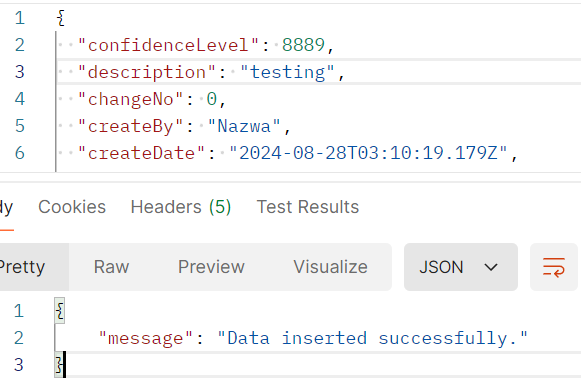 1 {
2 "confidenceLevel": 8889,
3 "description": "testing",
4 "changeNo": 0,
5 "createBy": "Nazwa",
6 "createDate": "2024-08-28T03:10:19.179Z",
dy Cookies Headers (5) Test Results
Pretty Raw Preview Visualize JSON
1 {
2 "message": "Data inserted successfully."
3 }